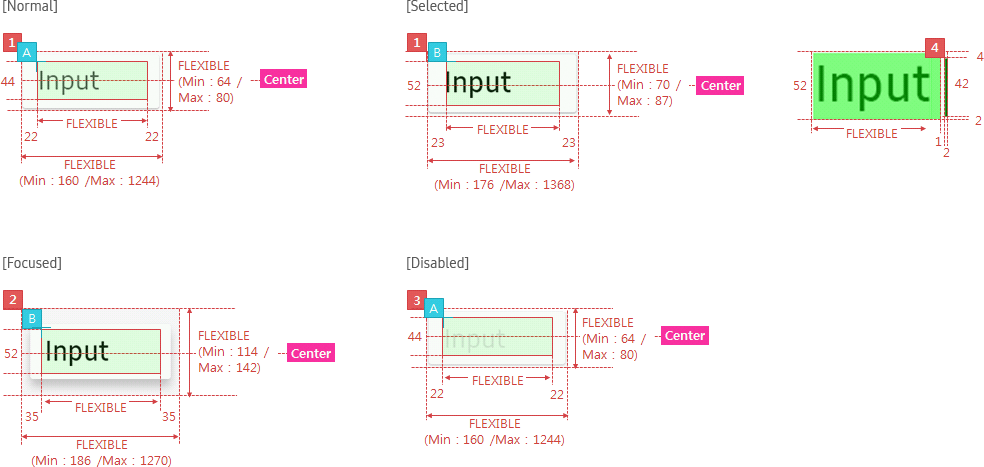 [Normal]
1
A
44
Input
FLEXIBLE
(Min : 64 /
Max : 80)
Center
FLEXIBLE
22
22
FLEXIBLE
(Min : 160 /Max : 1244)
[Selected]
1
B
52
Input
FLEXIBLE
(Min : 70 /
Max : 87)
Center
FLEXIBLE
23
23
FLEXIBLE
(Min : 176 /Max : 1368)
4
4
52
Input
42
FLEXIBLE
2
1
2
[Focused]
2
B
52
Input
FLEXIBLE
(Min : 114 /
Max : 142)
Center
FLEXIBLE
35
35
FLEXIBLE
(Min : 186 /Max : 1270)
[Disabled]
3
A
44
Input
FLEXIBLE
(Min : 64 /
Max : 80)
Center
FLEXIBLE
22
22
FLEXIBLE
(Min : 160 /Max : 1244)